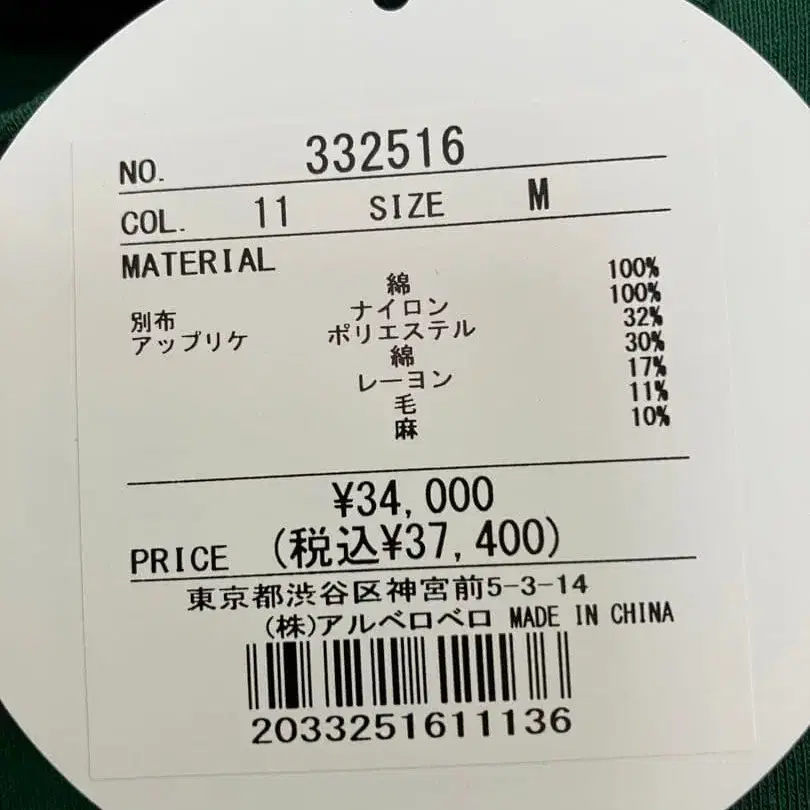 NO. 332516
COL. 11 SIZE M
MATERIAL
綿 100%
別布 ナイロン 100%
アップリケ ポリエステル 32%
綿 30%
レーヨン 17%
毛 11%
麻 10%
¥34,000
PRICE (税込¥37,400)
東京都渋谷区神宮前5-3-14
(株)アルベロベロ MADE IN CHINA
2033251611136